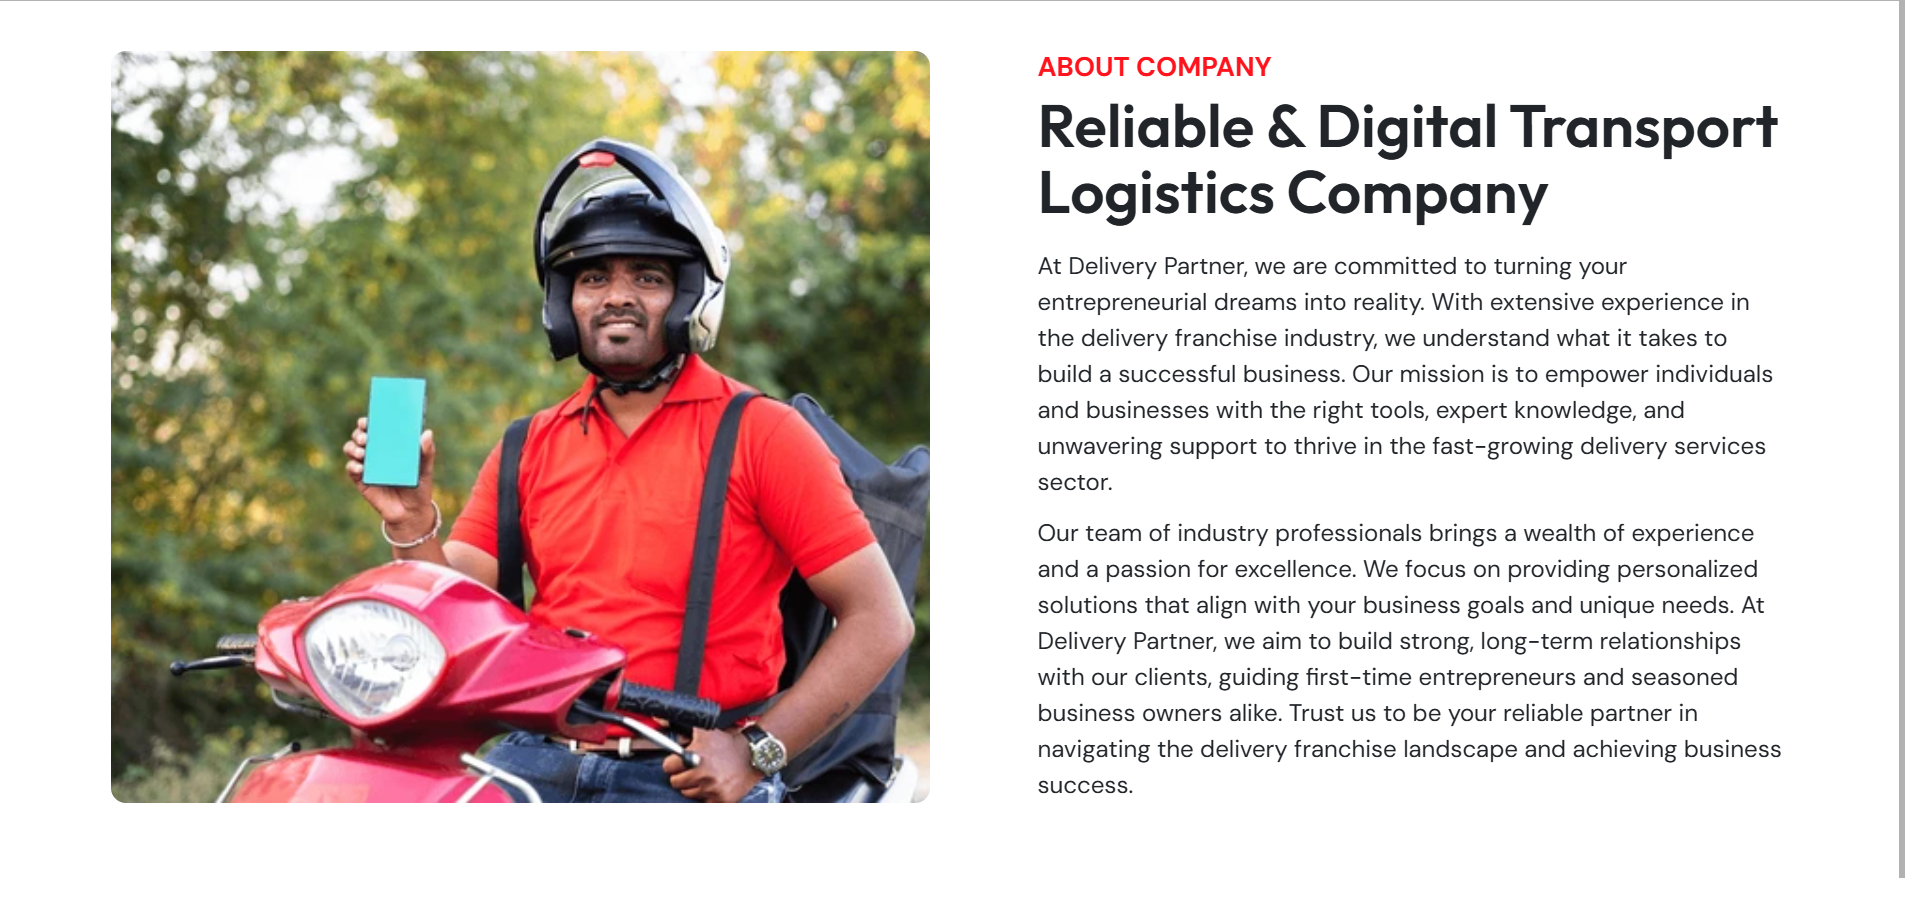 ABOUT COMPANY
Reliable & Digital Transport
Logistics Company
At Delivery Partner, we are committed to turning your
entrepreneurial dreams into reality. With extensive experience in
the delivery franchise industry, we understand what it takes to
build a successful business. Our mission is to empower individuals
and businesses with the right tools, expert knowledge, and
unwavering support to thrive in the fast-growing delivery services
sector.
Our team of industry professionals brings a wealth of experience
and a passion for excellence. We focus on providing personalized
solutions that align with your business goals and unique needs. At
Delivery Partner, we aim to build strong, long-term relationships
with our clients, guiding first-time entrepreneurs and seasoned
business owners alike. Trust us to be your reliable partner in
navigating the delivery franchise landscape and achieving business
success.